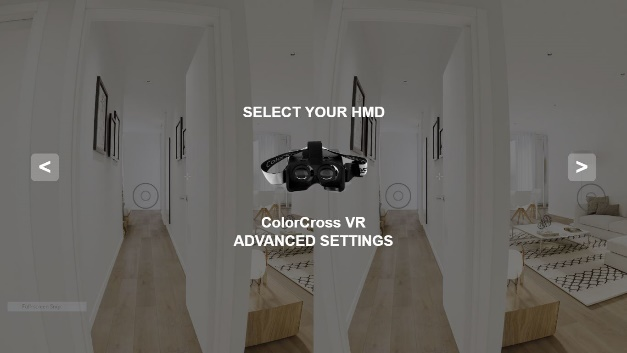 SELECT YOUR HMD
<
>
ColorCross VR
ADVANCED SETTINGS